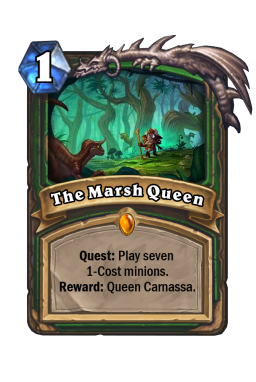 1
The Marsh Queen
Quest: Play seven
1-Cost minions.
Reward: Queen Carnassa.